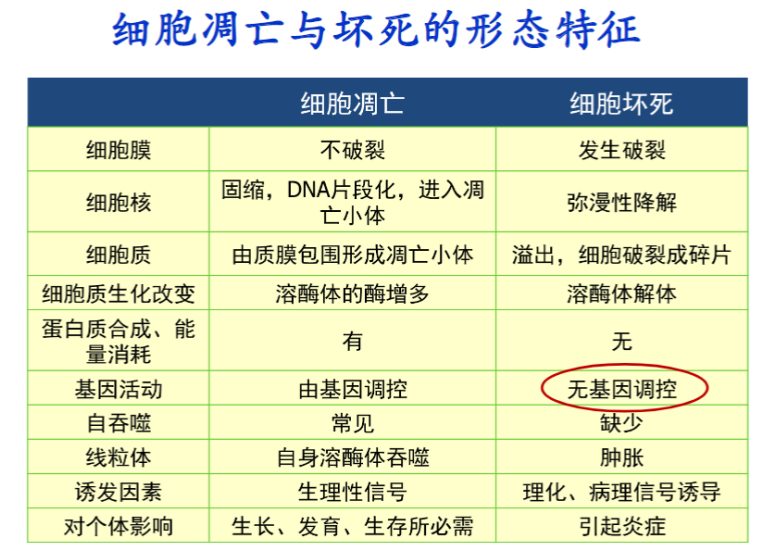 细胞凋亡与坏死的形态特征
细胞凋亡 细胞坏死
细胞膜 不破裂 发生破裂
细胞核 固缩，DNA片段化，进入凋亡小体 弥漫性降解
细胞质 由质膜包围形成凋亡小体 溢出，细胞破裂成碎片
细胞质生化改变 溶酶体的酶增多 溶酶体解体
蛋白质合成、能量消耗 有 无
基因活动 由基因调控 无基因调控
自吞噬 常见 缺少
线粒体 自身溶酶体吞噬 肿胀
诱发因素 生理性信号 理化、病理信号诱导
对个体影响 生长、发育、生存所必需 引起炎症